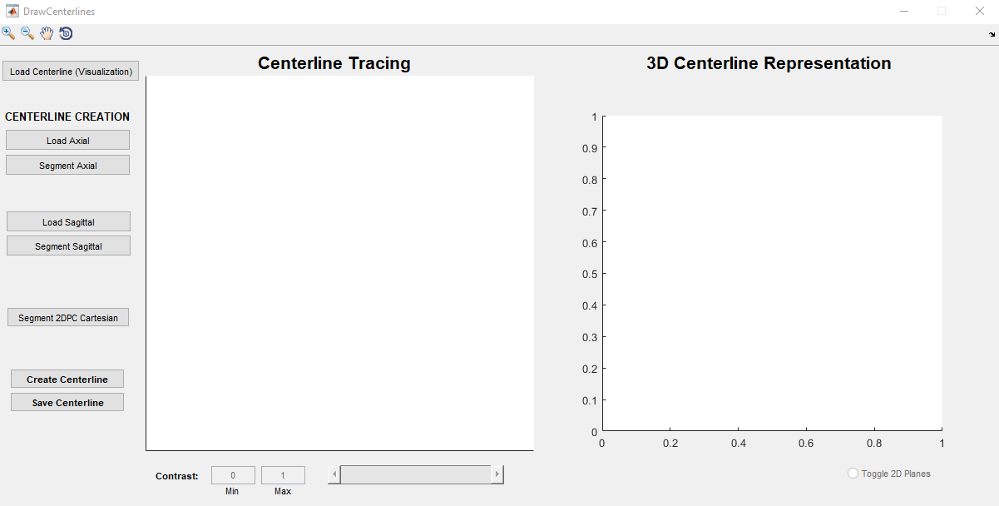 DrawCenterlines
Load Centerline (Visualization)
CENTERLINE CREATION
Load Axial
Segment Axial
Load Sagittal
Segment Sagittal
Segment 2DPC Cartesian
Create Centerline
Save Centerline
Centerline Tracing
Contrast:
0
1
Min
Max
3D Centerline Representation
1
0.9
0.8
0.7
0.6
0.5
0.4
0.3
0.2
0.1
0
0 0.2 0.4 0.6 0.8 1
Toggle 2D Planes